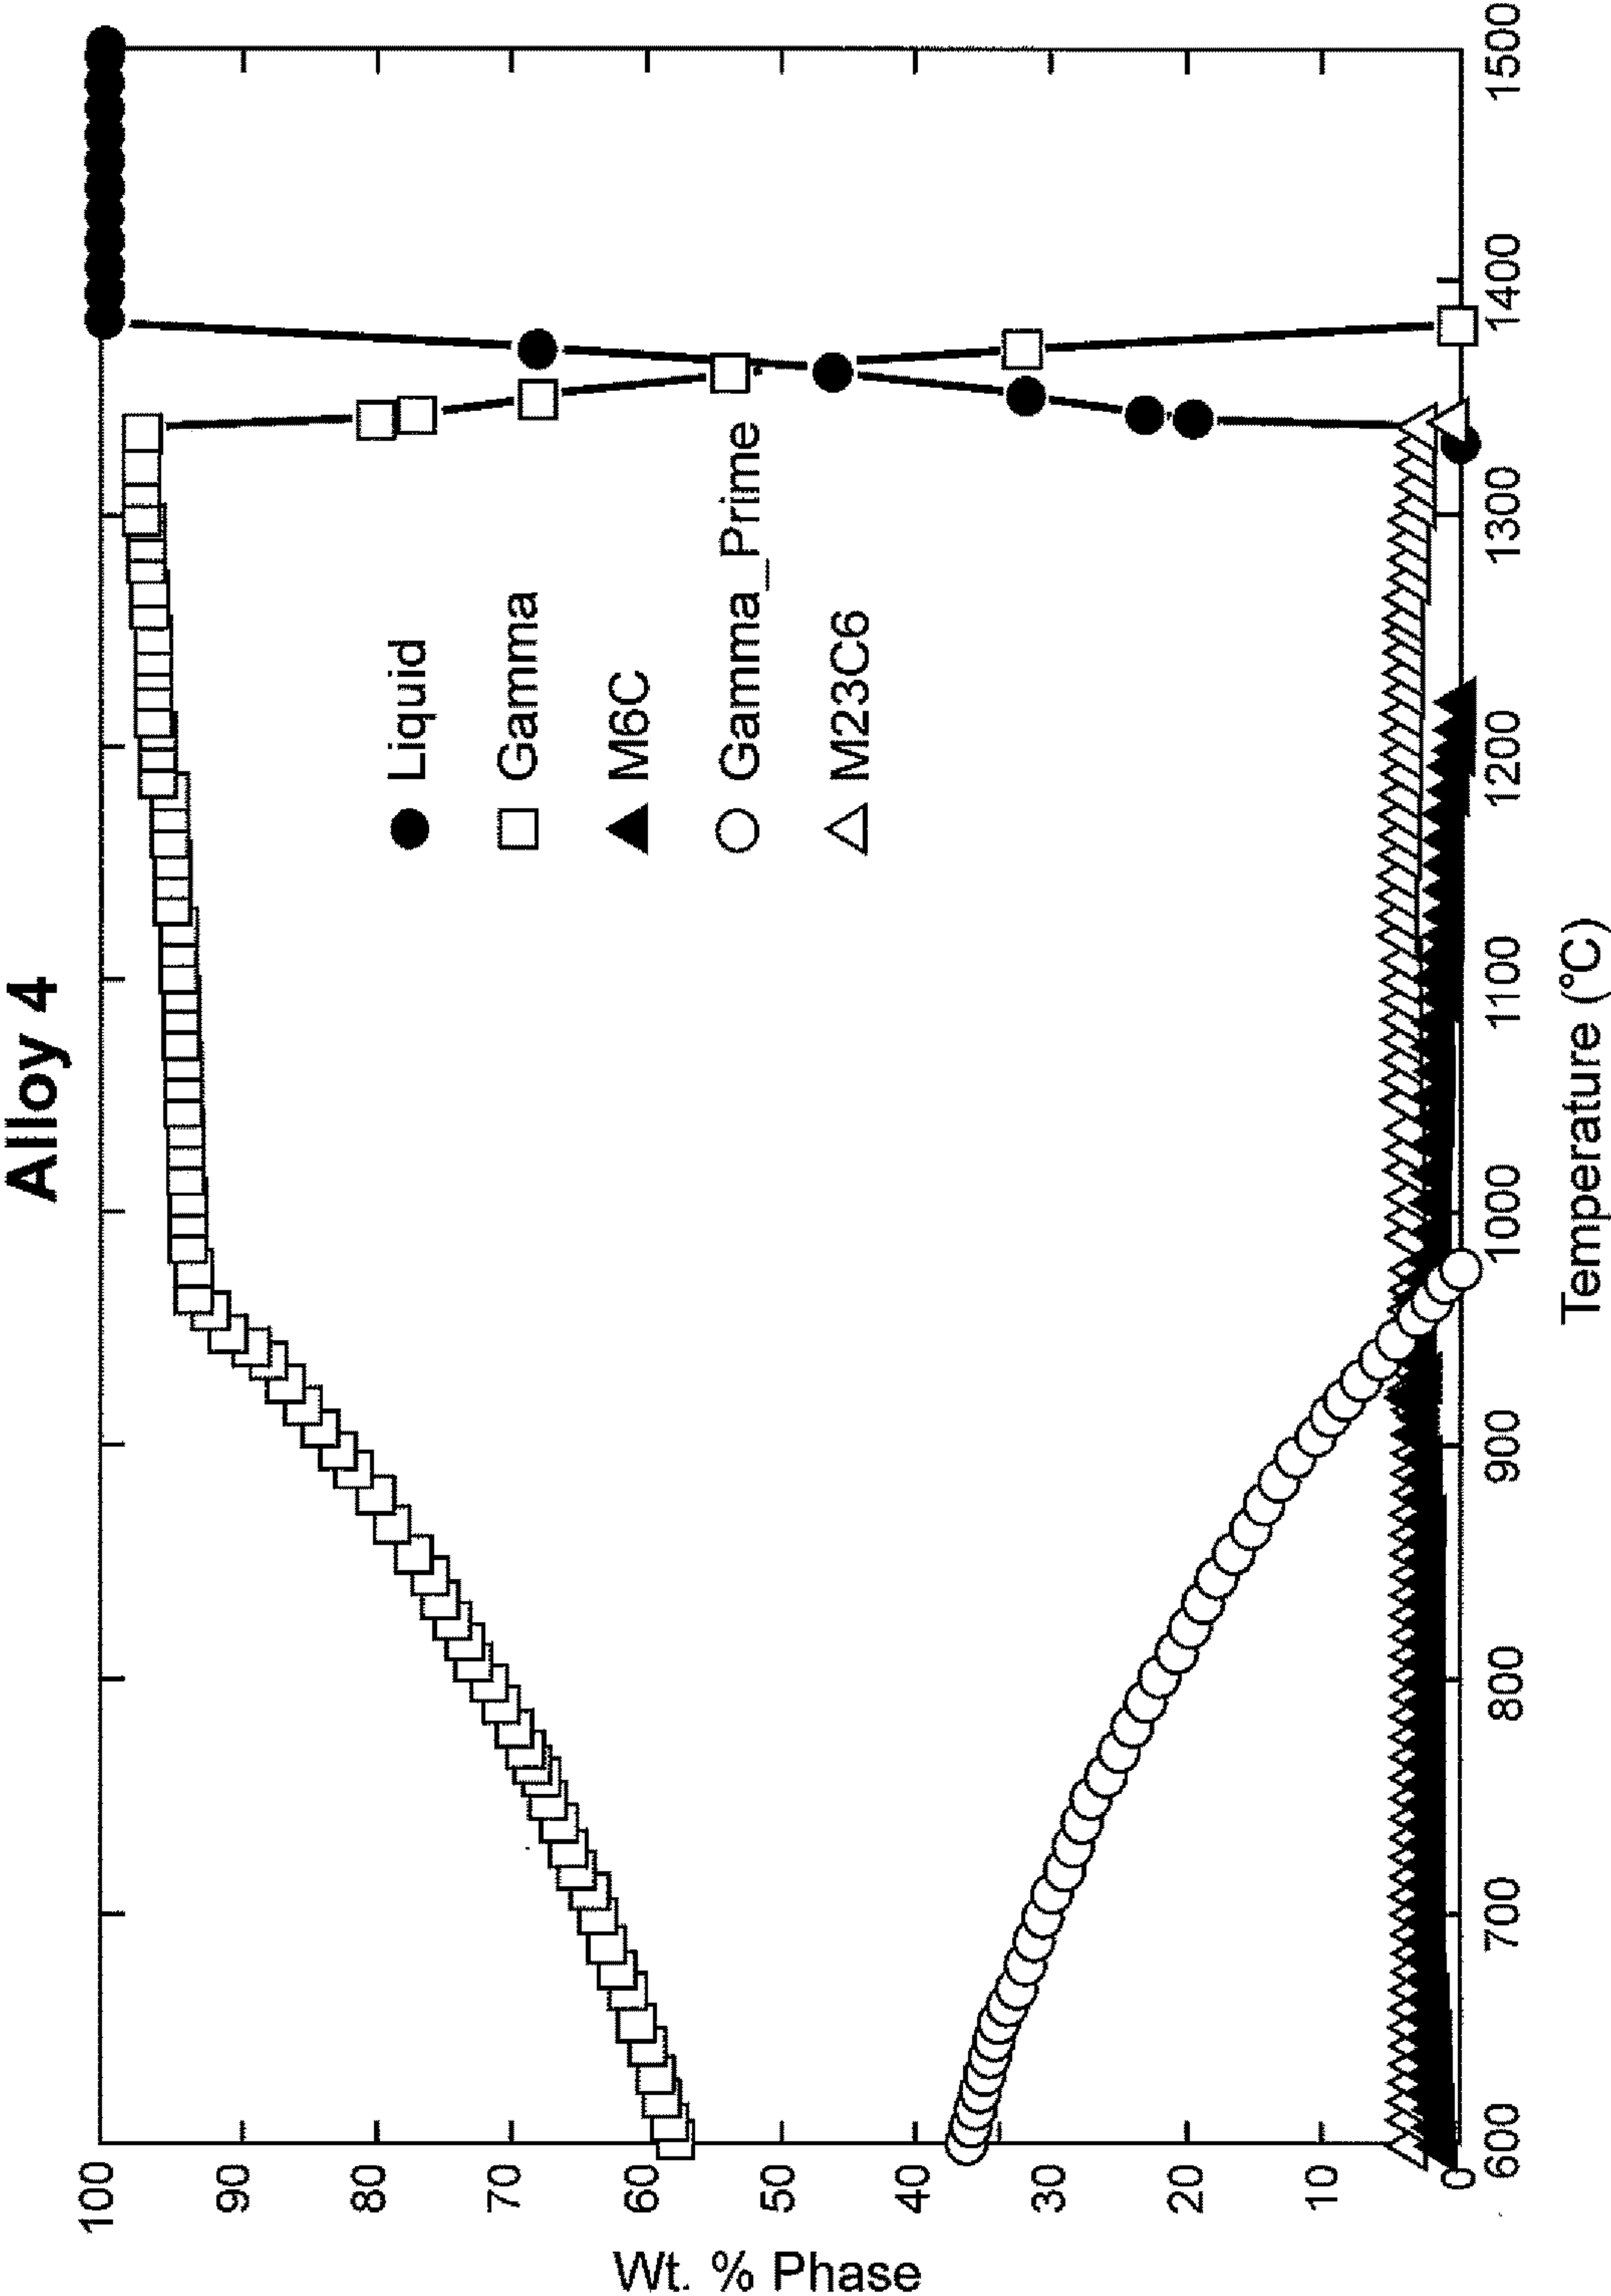 Alloy 4
100
90
80
70
60
50
40
30
20
10
0
Wt. % Phase
Liquid
Gamma
M6C
Gamma_Prime
M23C6
600
700
800
900
1000
1100
1200
1300
1400
1500
Temperature (°C)